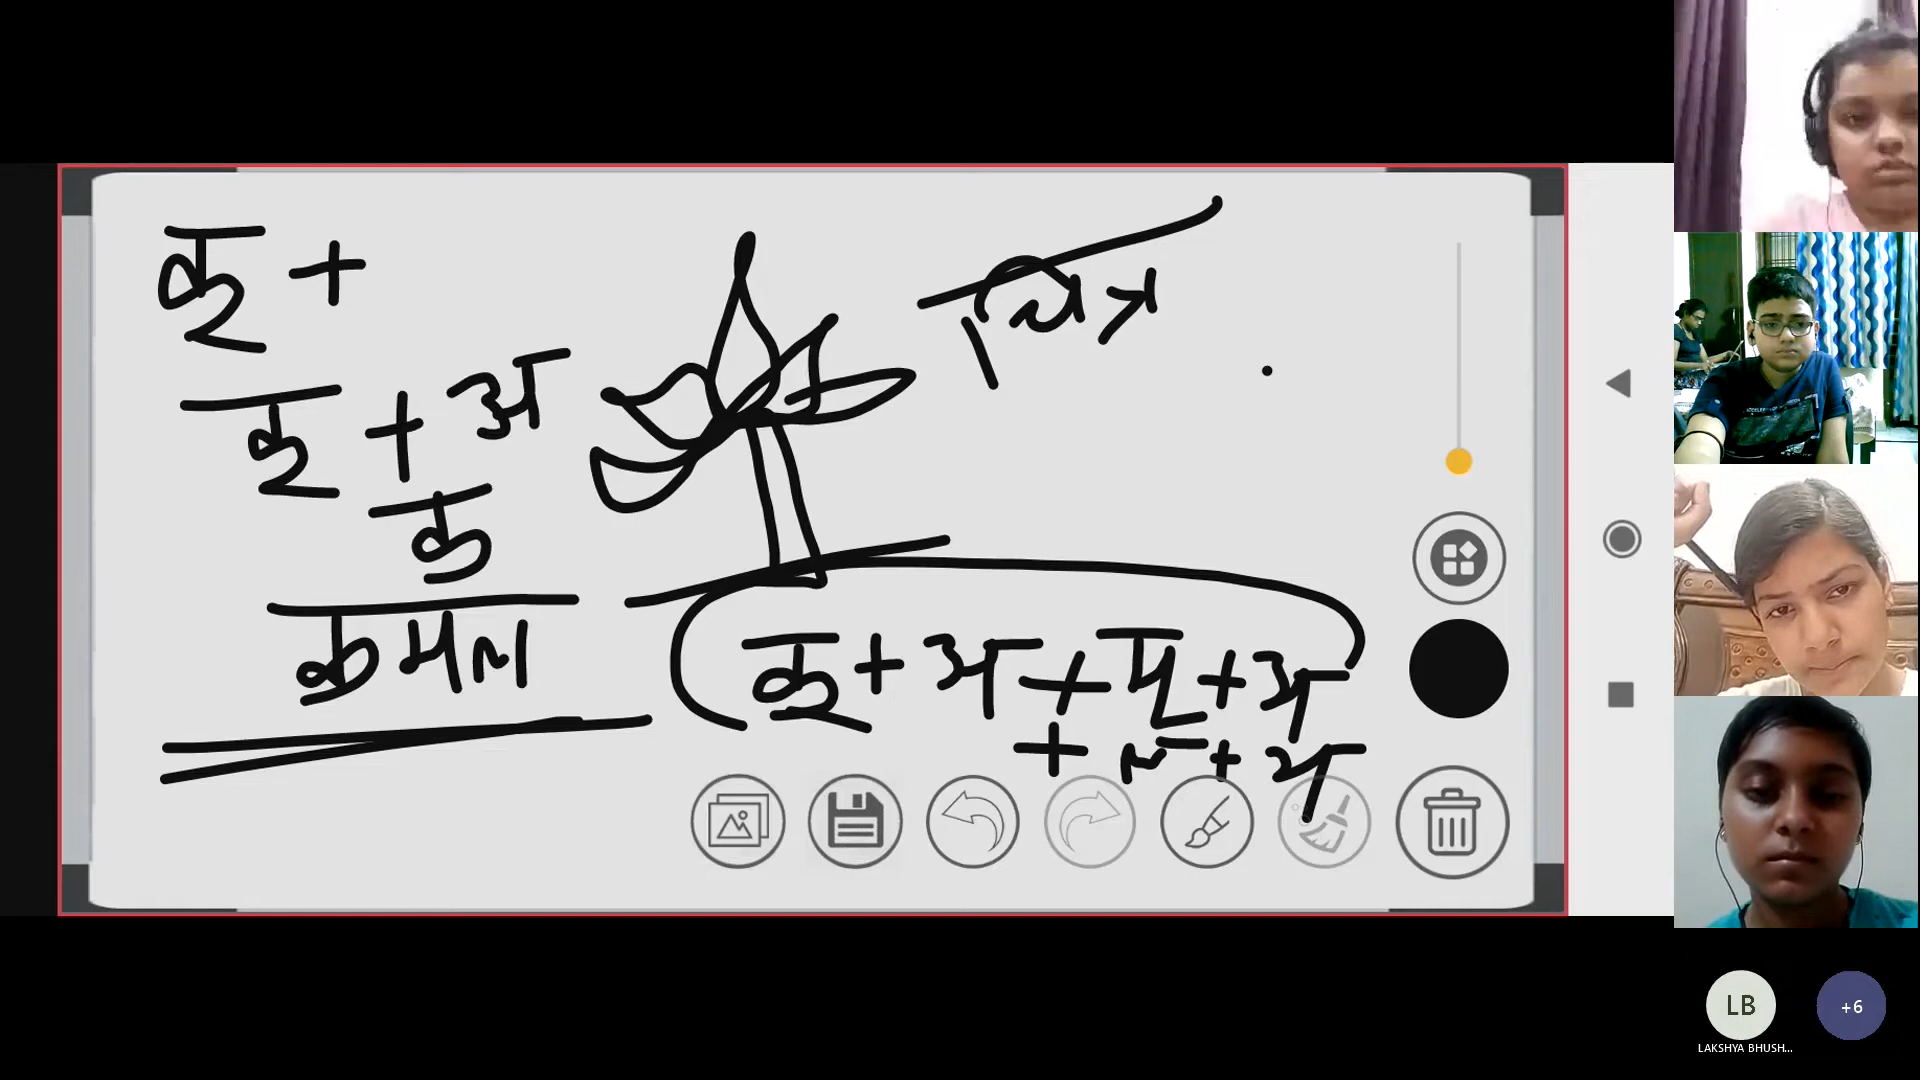 क् +
क् + अ
क
कमल
चित्र
क् + अ + म् + अ
+ ल् + अ
LB
+6
LAKSHYA BHUSH...